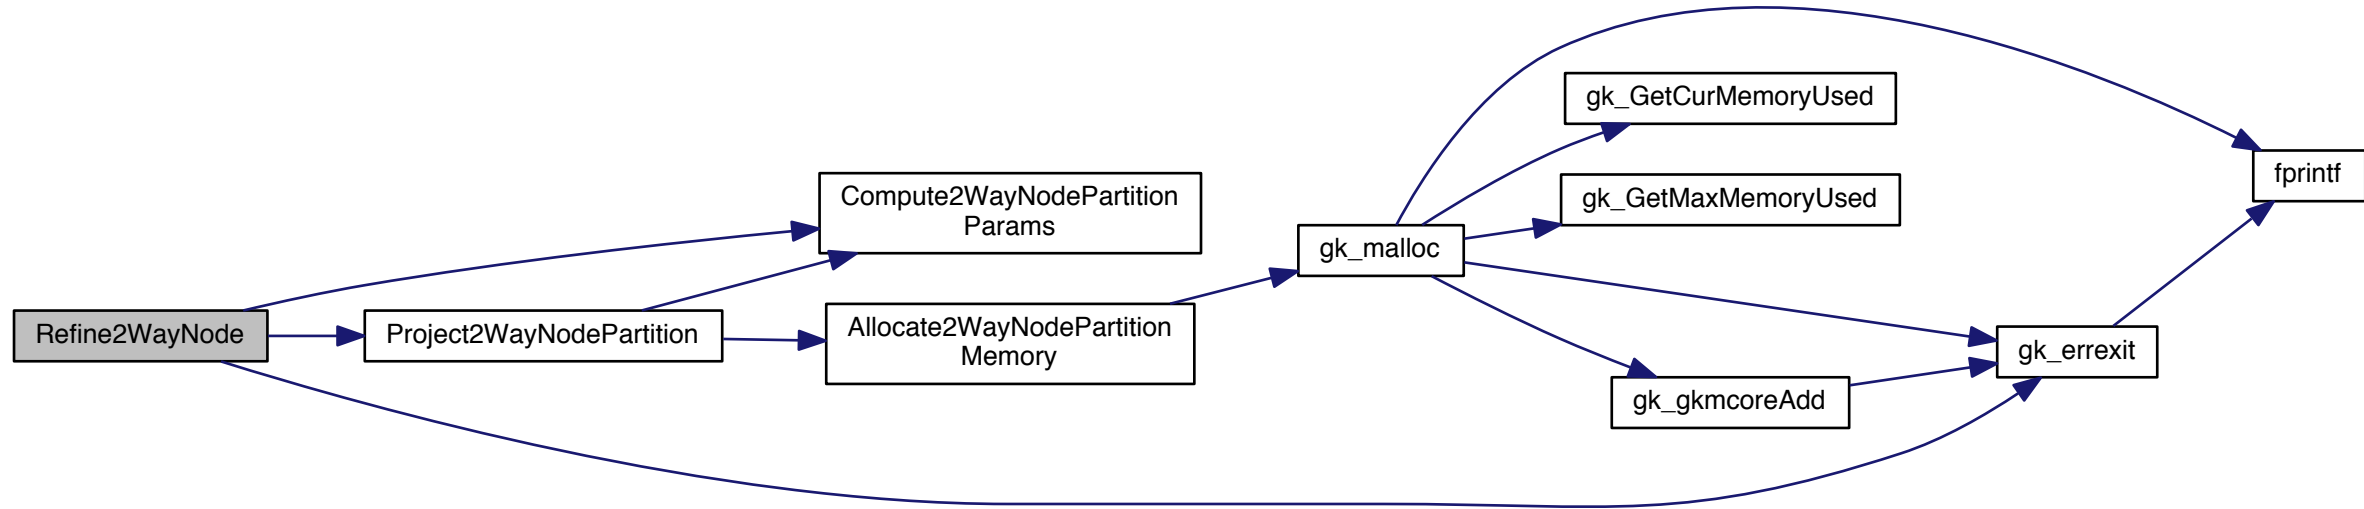 Refine2WayNode
Project2WayNodePartition
Compute2WayNodePartition
Params
Allocate2WayNodePartition
Memory
gk_malloc
gk_GetCurMemoryUsed
gk_GetMaxMemoryUsed
gk_gkmcoreAdd
gk_errexit
fprintf